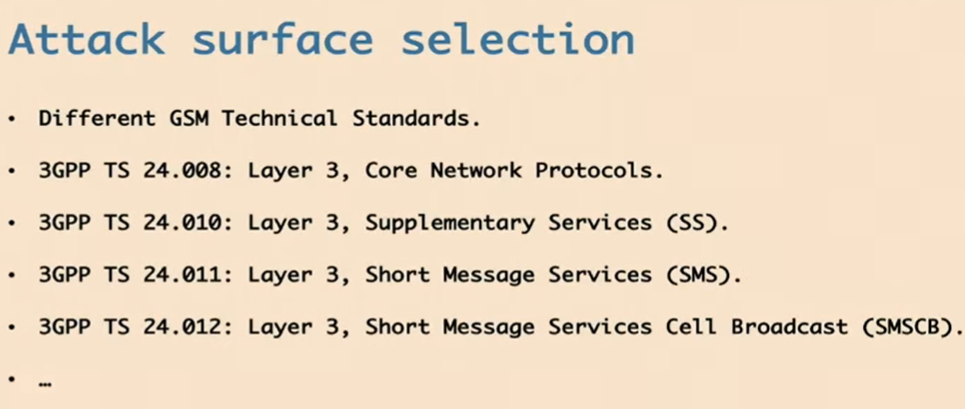 Attack surface selection
• Different GSM Technical Standards.
• 3GPP TS 24.008: Layer 3, Core Network Protocols.
• 3GPP TS 24.010: Layer 3, Supplementary Services (SS).
• 3GPP TS 24.011: Layer 3, Short Message Services (SMS).
• 3GPP TS 24.012: Layer 3, Short Message Services Cell Broadcast (SMSCB).
• …